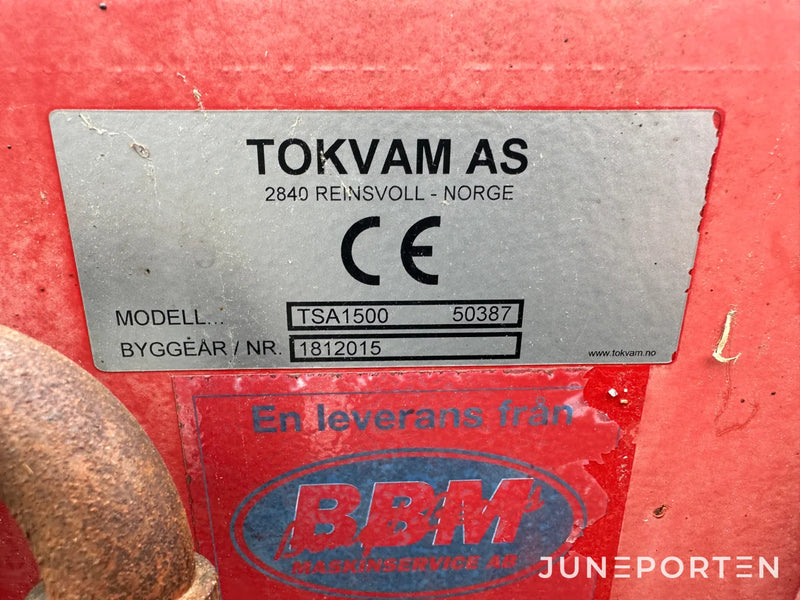 TOKVAM AS
2840 REINSVOLL - NORGE
CE
MODELL... TSA1500 50387
BYGGEÅR / NR. 1812015
www.tokvam.no
En leverans från
BBM
MASKINSERVICE AB
JUNEPORTEN